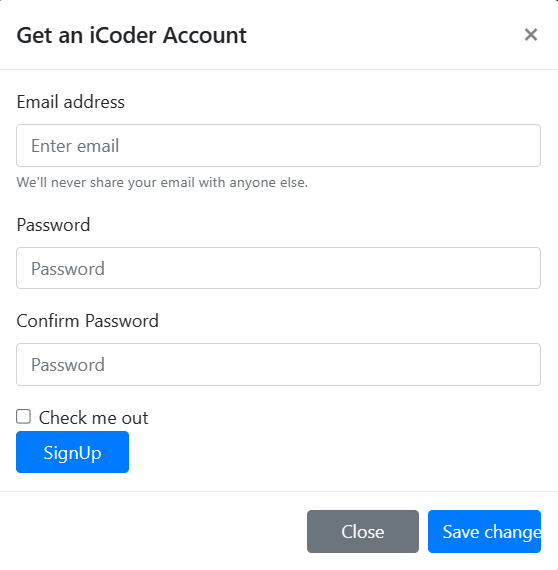 Get an iCoder Account ×
Email address
Enter email
We'll never share your email with anyone else.
Password
Password
Confirm Password
Password
Check me out
SignUp
Close Save change